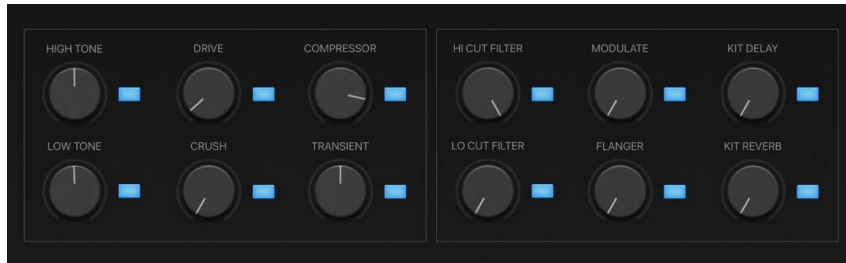 HIGH TONE DRIVE COMPRESSOR HI CUT FILTER MODULATE KIT DELAY
LOW TONE CRUSH TRANSIENT LO CUT FILTER FLANGER KIT REVERB